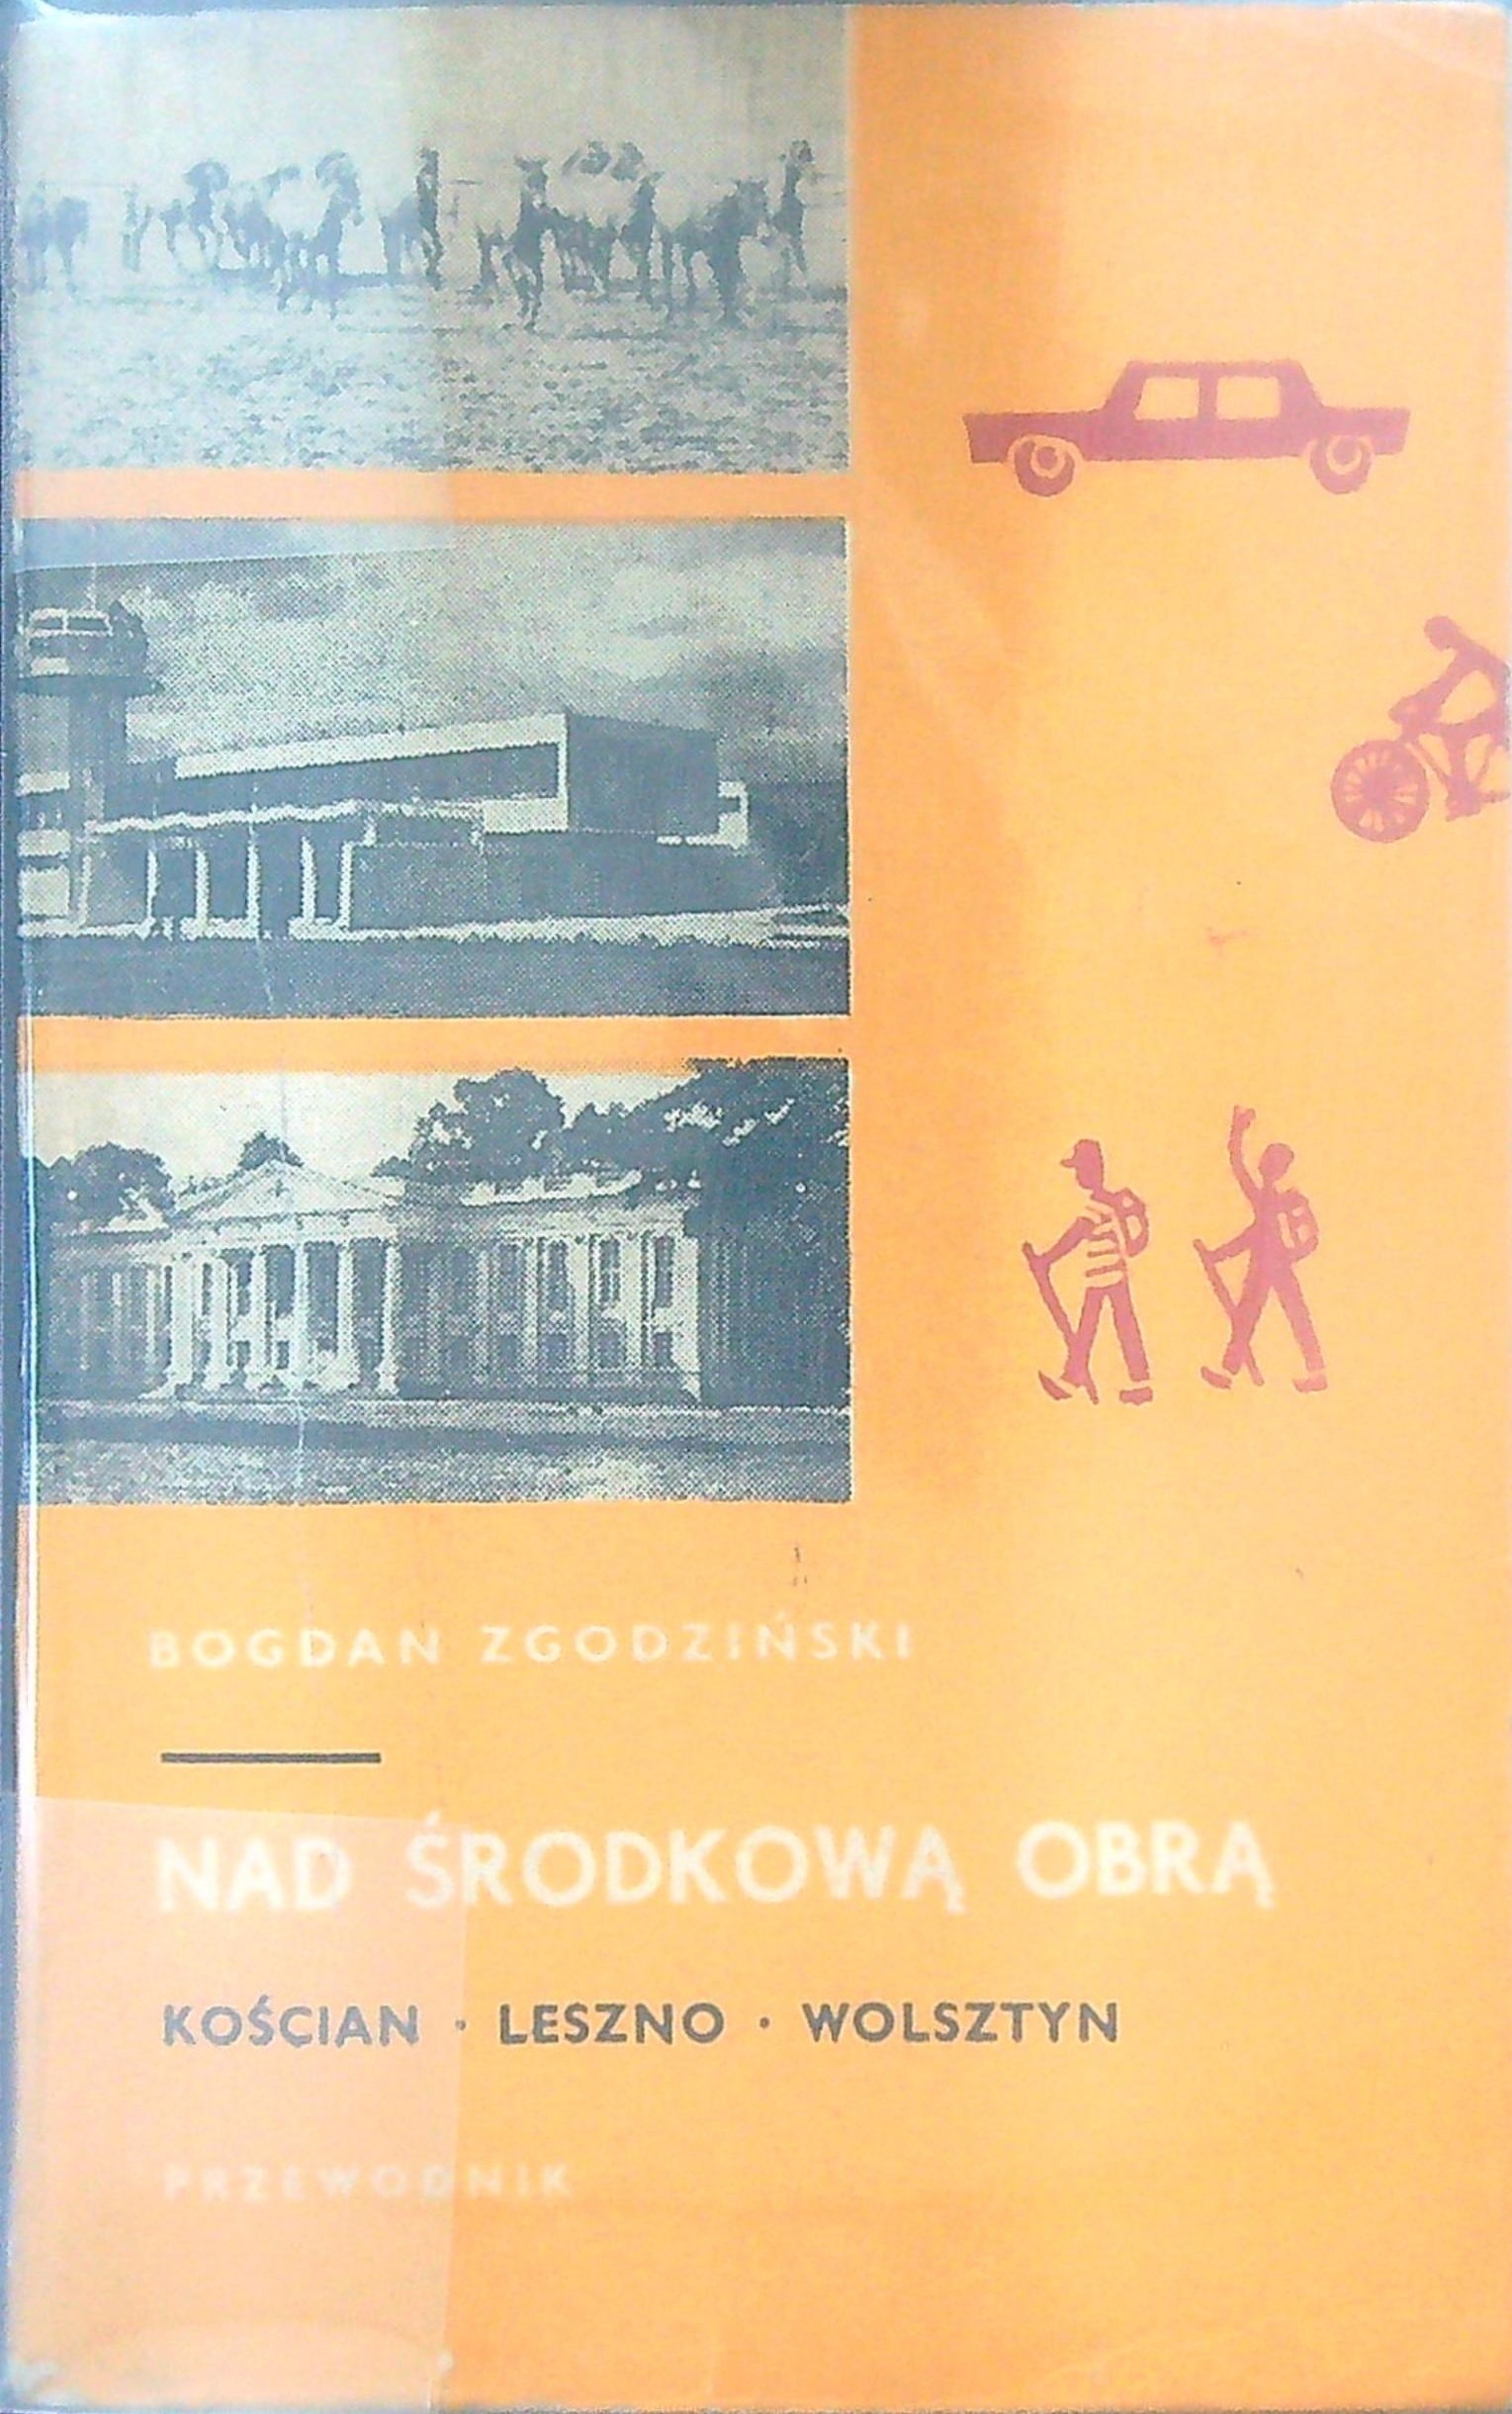 BOGDAN ZGODZIŃSKI
NAD ŚRODKOWĄ OBRĄ
KOŚCIAN · LESZNO · WOLSZTYN
PRZEWODNIK